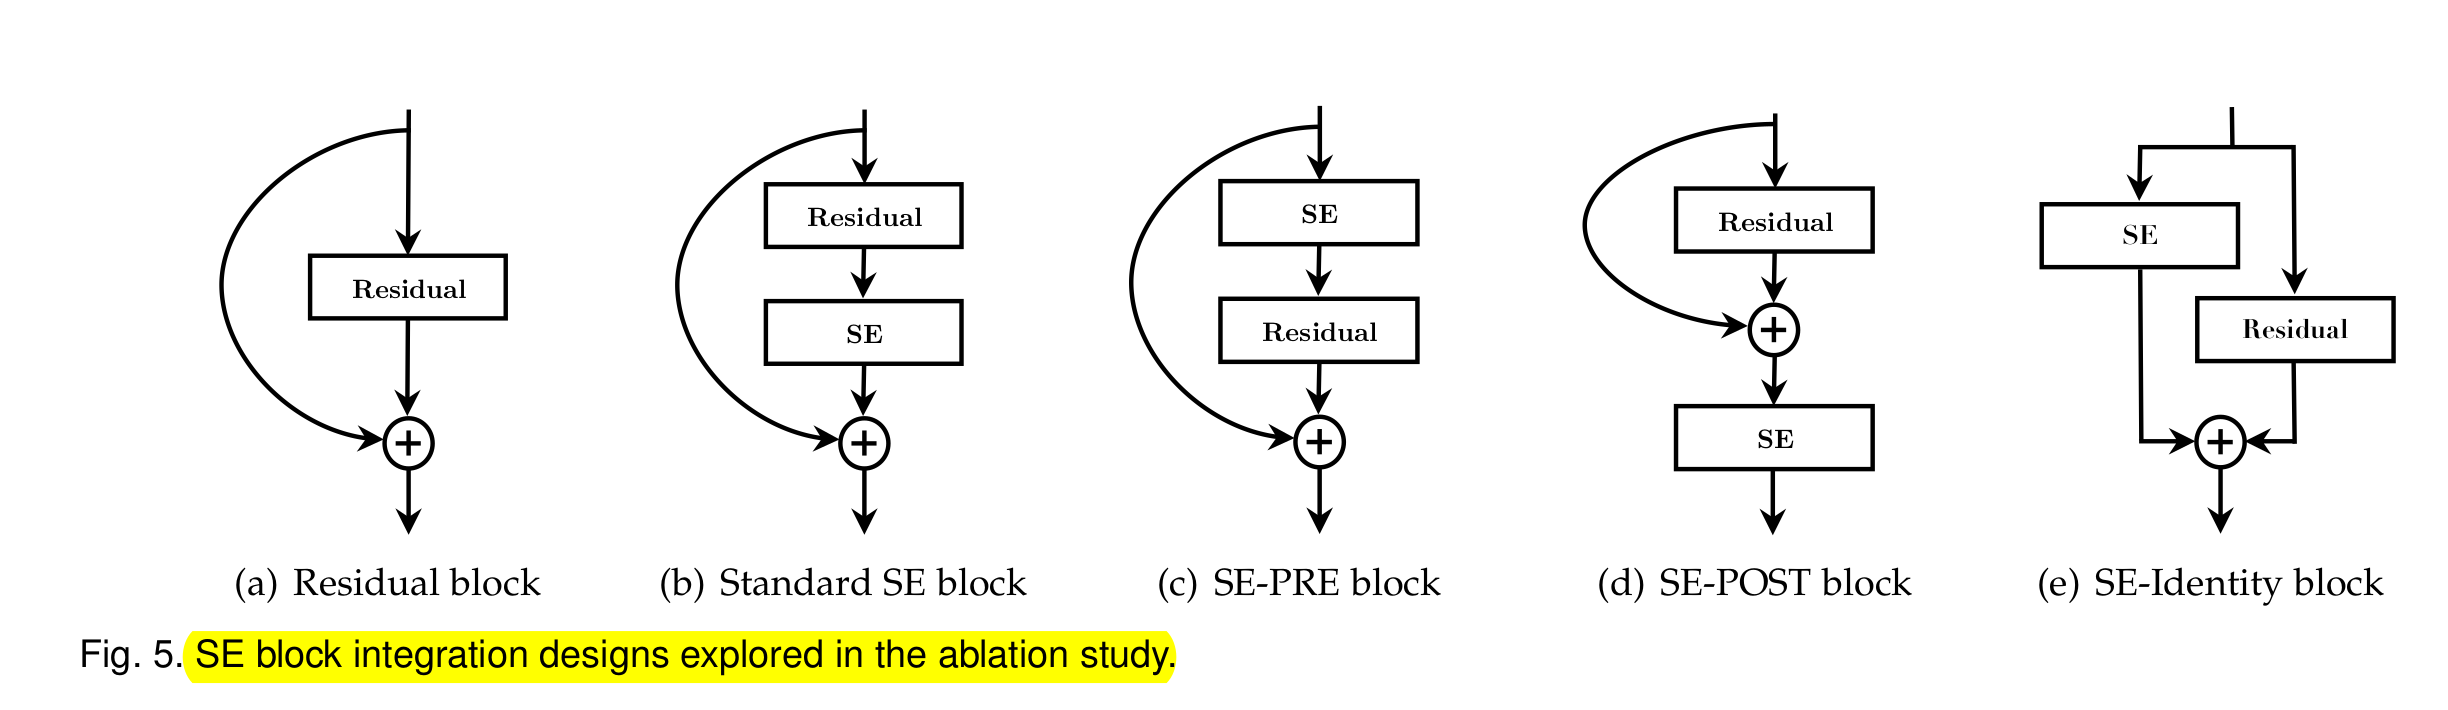 Residual
(a) Residual block
Residual
SE
(b) Standard SE block
SE
Residual
(c) SE-PRE block
Residual
SE
(d) SE-POST block
SE
Residual
(e) SE-Identity block
Fig. 5. SE block integration designs explored in the ablation study.